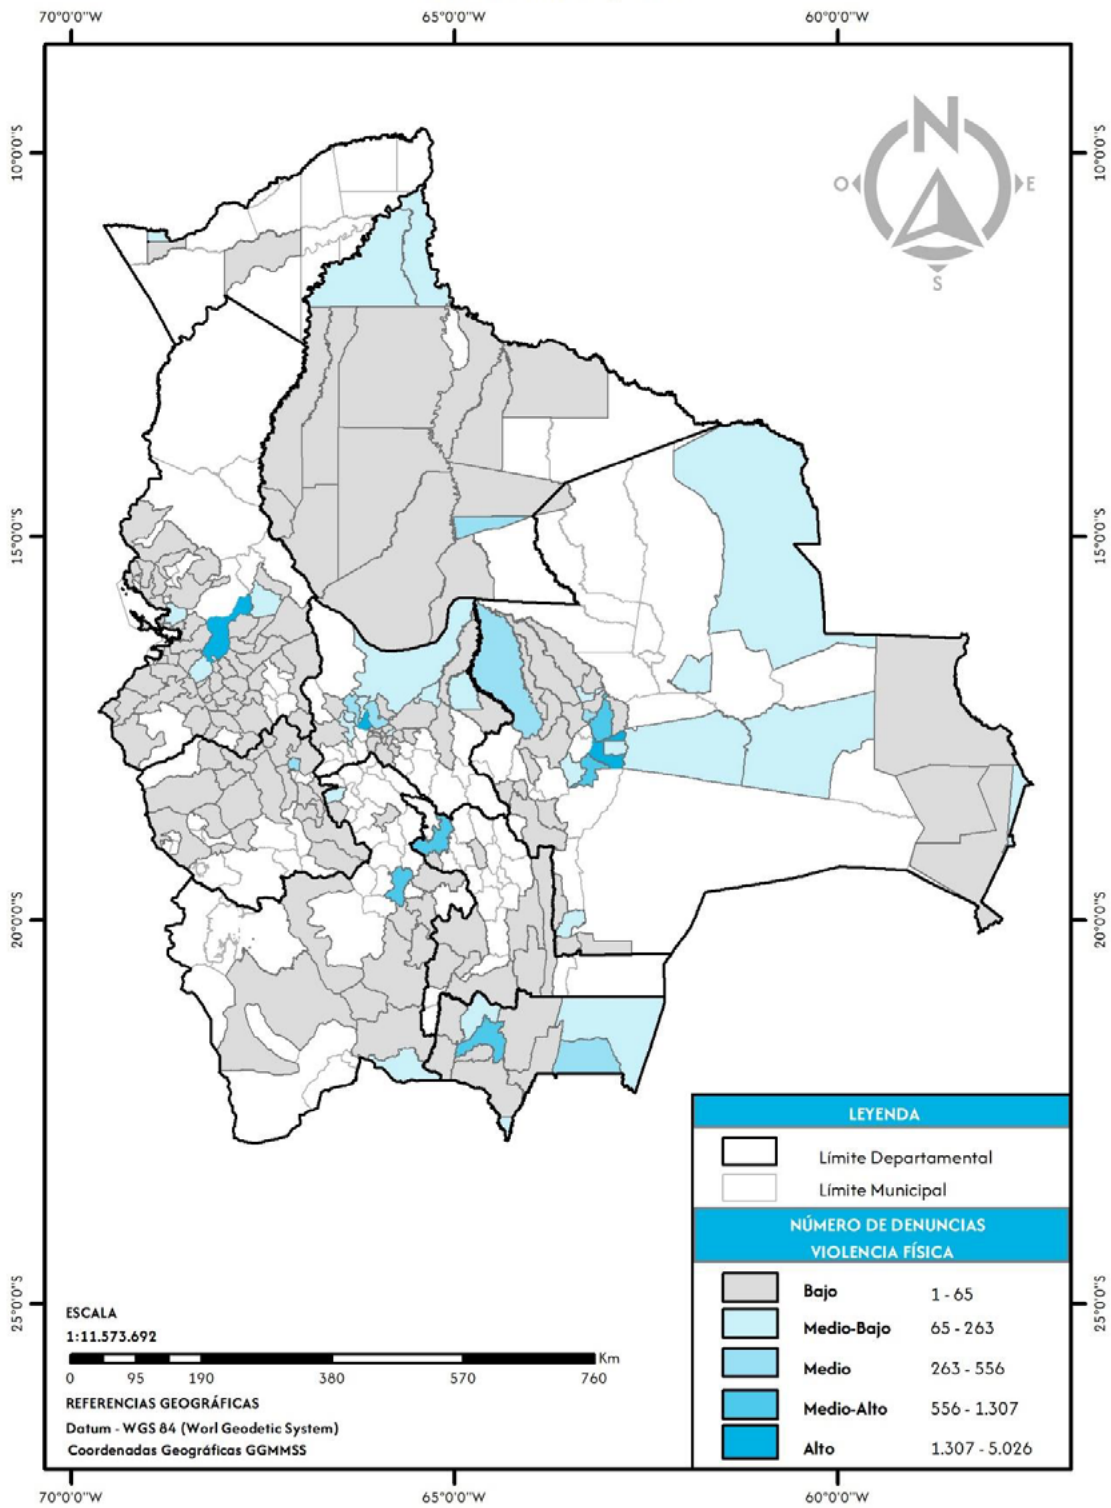 70°0'0"W 65°0'0"W 60°0'0"W
10°0'0"S 10°0'0"S
N
O E
S
15°0'0"S 15°0'0"S
20°0'0"S 20°0'0"S
25°0'0"S 25°0'0"S
LEYENDA
Límite Departamental
Límite Municipal
NÚMERO DE DENUNCIAS
VIOLENCIA FÍSICA
Bajo 1 - 65
Medio-Bajo 65 - 263
Medio 263 - 556
Medio-Alto 556 - 1.307
Alto 1.307 - 5.026
ESCALA
1:11.573.692
Km
0 95 190 380 570 760
REFERENCIAS GEOGRÁFICAS
Datum - WGS 84 (Worl Geodetic System)
Coordenadas Geográficas GGMMSS
70°0'0"W 65°0'0"W 60°0'0"W